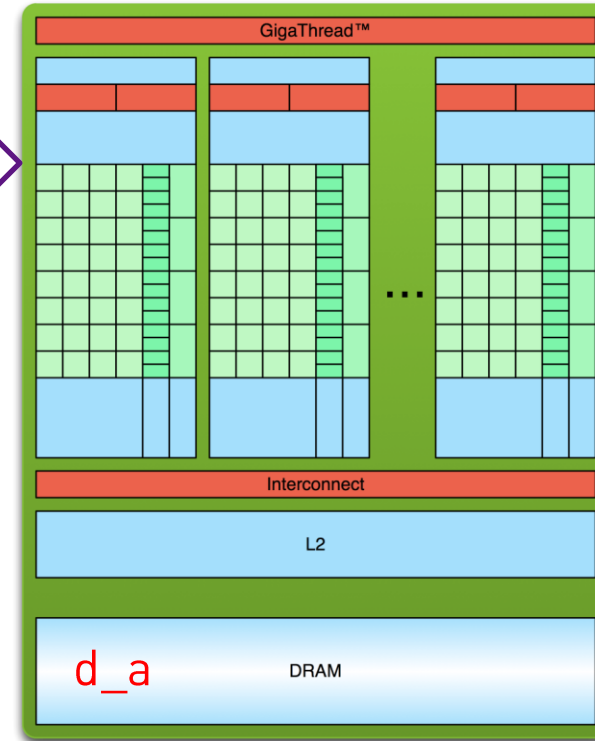 GigaThread™
...
Interconnect
L2
d_a DRAM